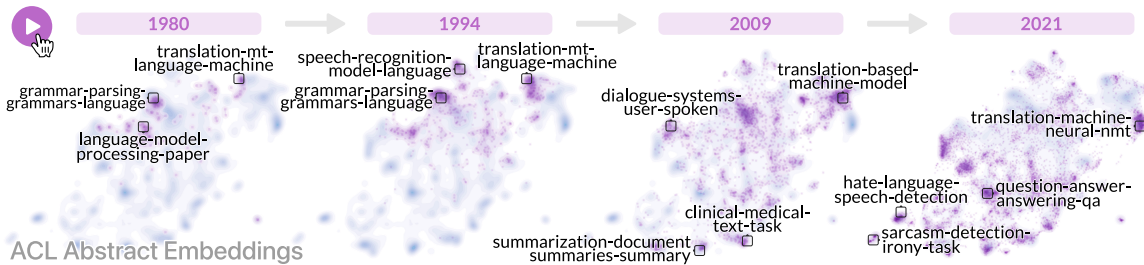 1980
1994
2009
2021
translation-mt-
language-machine
grammar-parsing-
grammars-language
language-model-
processing-paper
speech-recognition-
model-language
translation-mt-
language-machine
grammar-parsing-
grammars-language
translation-based-
machine-model
dialogue-systems-
user-spoken
clinical-medical-
text-task
summarization-document
summaries-summary
translation-machine-
neural-nmt
hate-language-
speech-detection
question-answer-
answering-qa
sarcasm-detection-
irony-task
ACL Abstract Embeddings